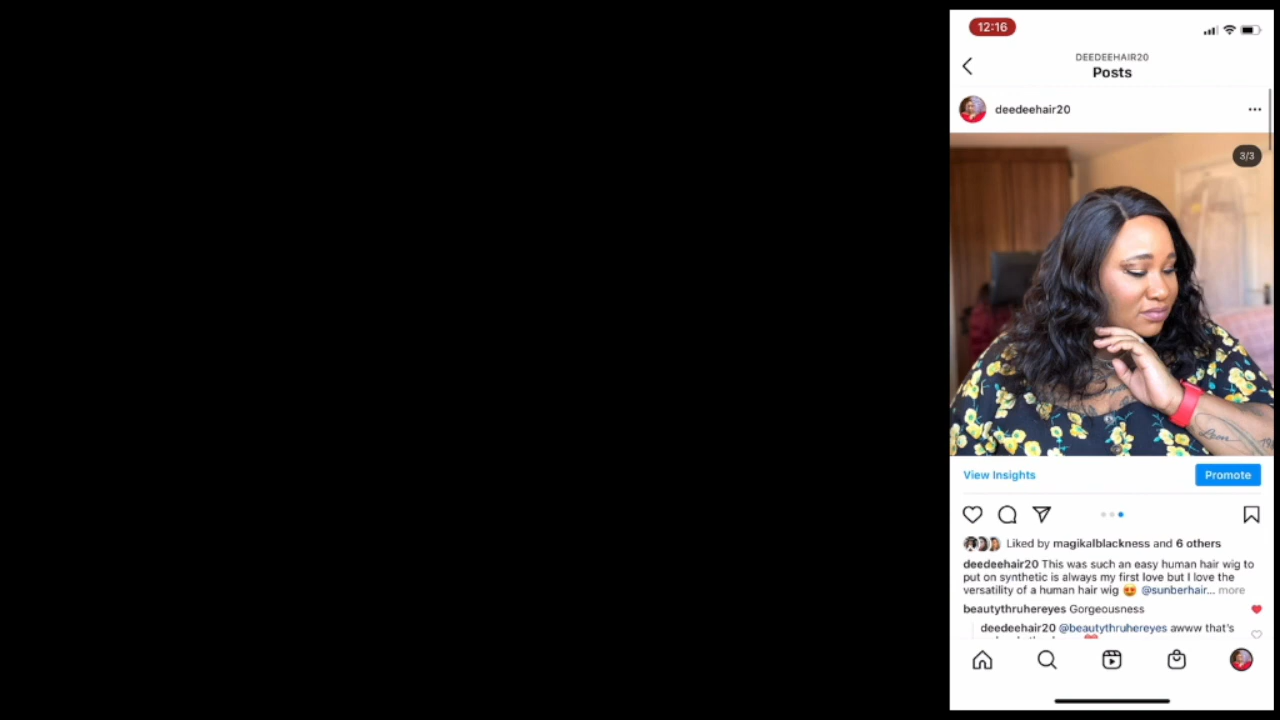 12:16
DEEDEEHAIR20
Posts
deedeehair20
3/3
Leon
View Insights
Promote
Liked by magikalblackness and 6 others
deedeehair20 This was such an easy human hair wig to
put on synthetic is always my first love but I love the
versatility of a human hair wig 😍 @sunberhair... more
beautythruhereyes Gorgeousness
deedeehair20 @beautythruhereyes awww that's